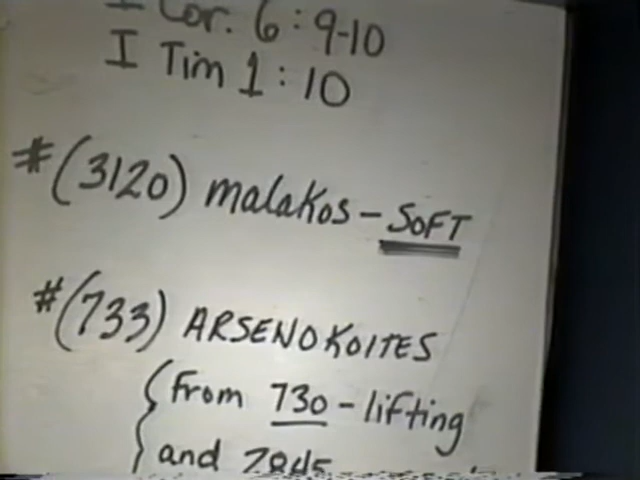 I Cor. 6:9-10
I Tim 1:10
#(3120) malakos - SOFT
#(733) ARSENOKOITES
from 730 - lifting
and